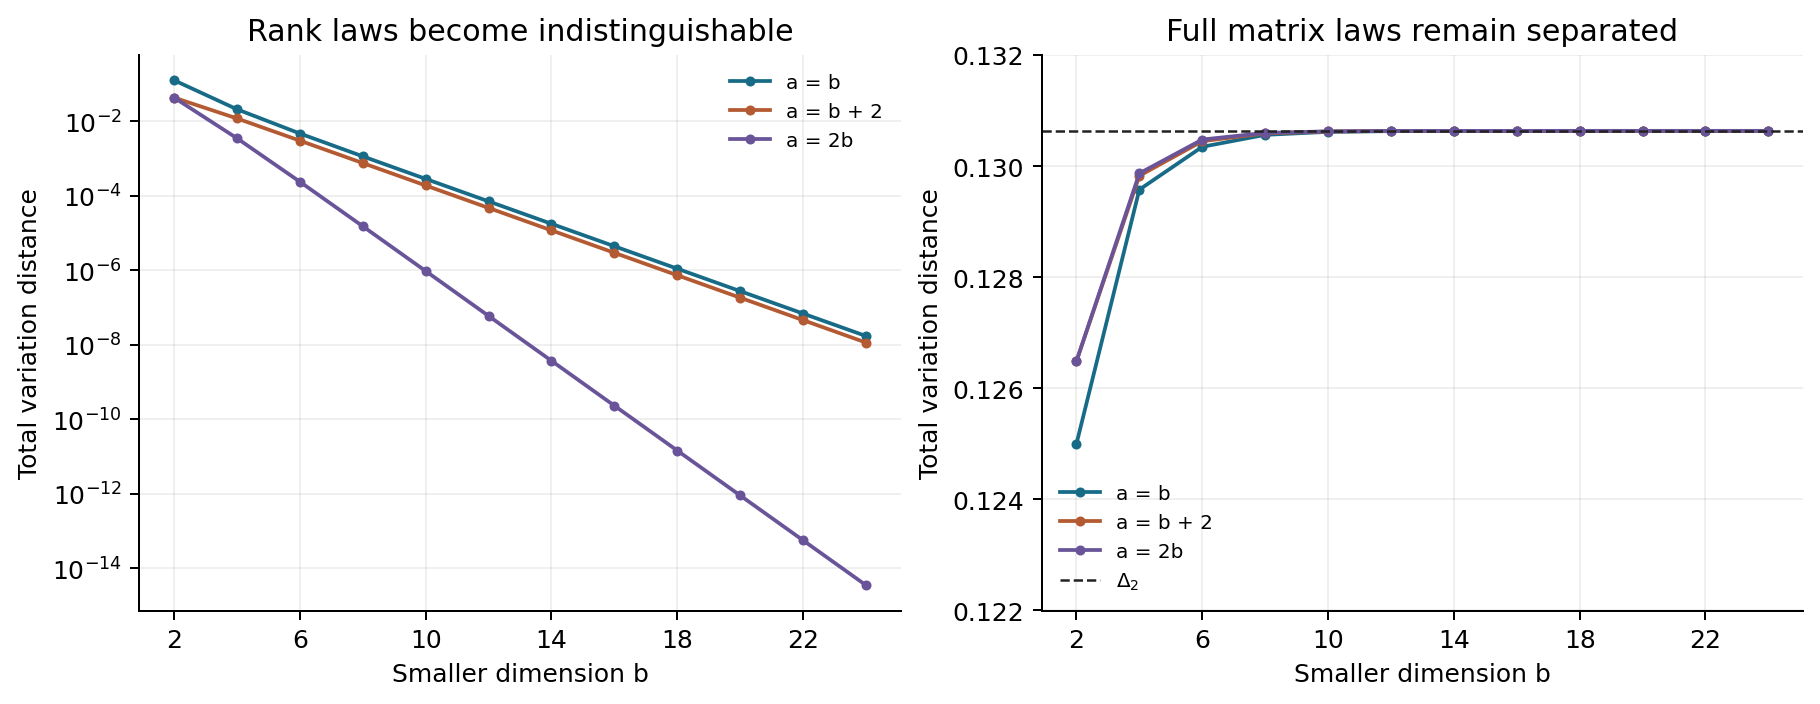 Rank laws become indistinguishable
Total variation distance
10⁻²
10⁻⁴
10⁻⁶
10⁻⁸
10⁻¹⁰
10⁻¹²
10⁻¹⁴
a = b
a = b + 2
a = 2b
2 6 10 14 18 22
Smaller dimension b
Full matrix laws remain separated
Total variation distance
0.132
0.130
0.128
0.126
0.124
0.122
a = b
a = b + 2
a = 2b
Δ₂
2 6 10 14 18 22
Smaller dimension b